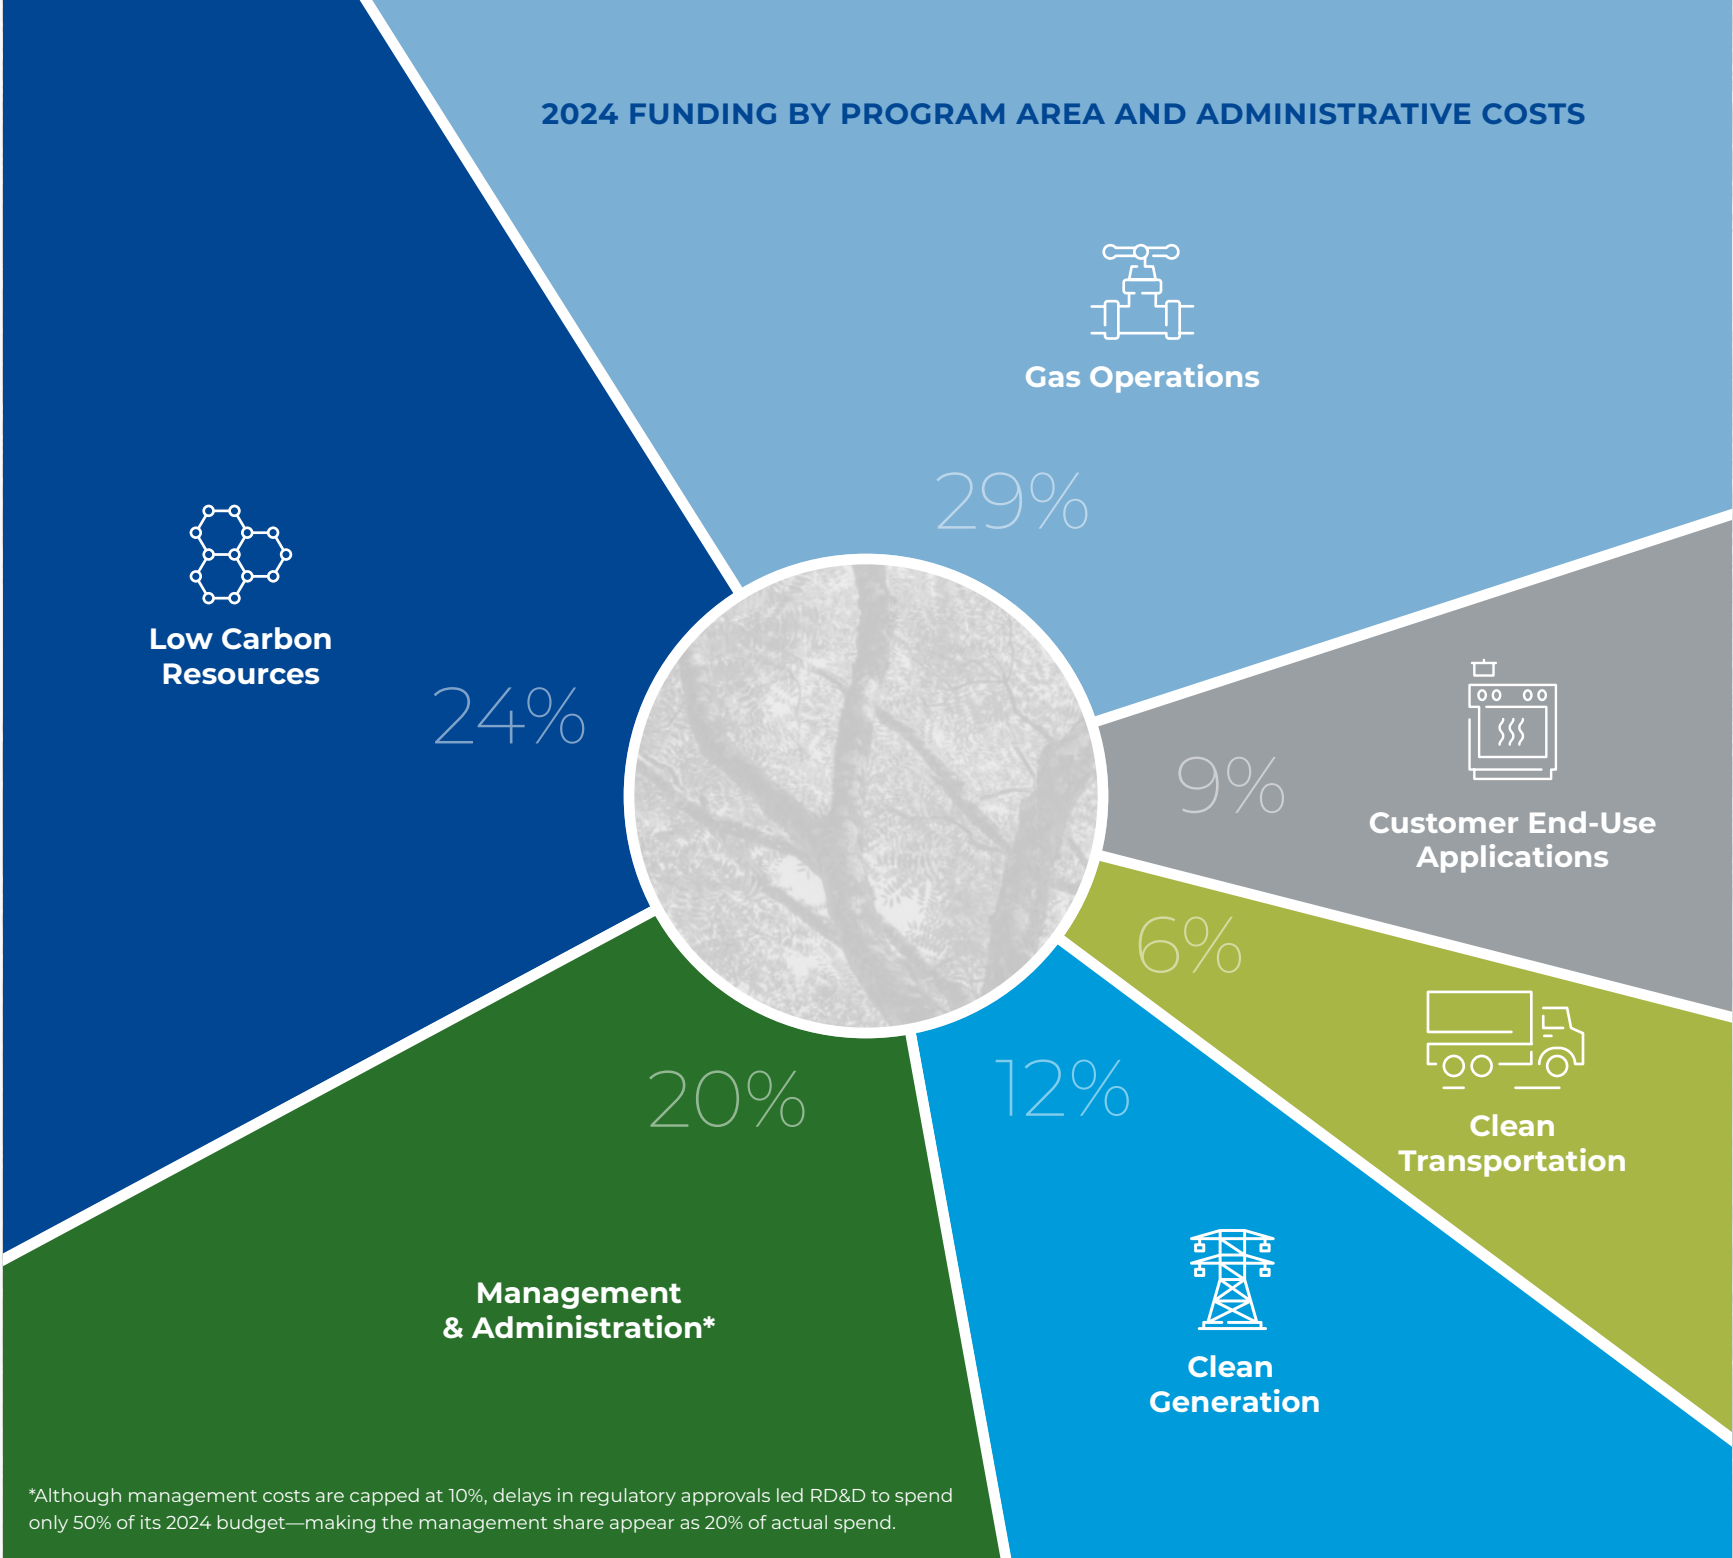 2024 FUNDING BY PROGRAM AREA AND ADMINISTRATIVE COSTS
Gas Operations
29%
Low Carbon
Resources
24%
9%
Customer End-Use
Applications
6%
Clean
Transportation
20%
12%
Management
& Administration*
Clean
Generation
*Although management costs are capped at 10%, delays in regulatory approvals led RD&D to spend
only 50% of its 2024 budget—making the management share appear as 20% of actual spend.